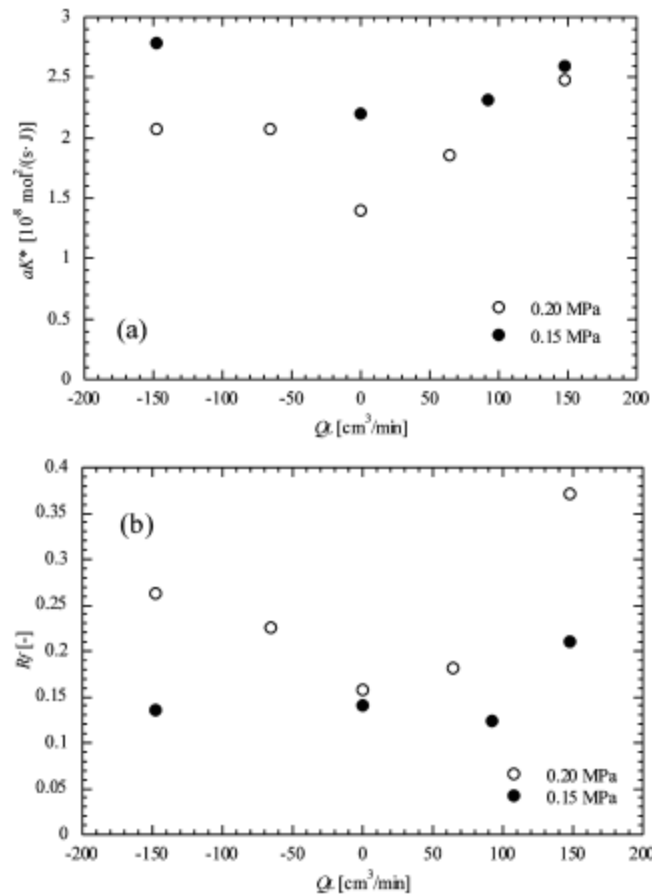 3
2.5
2
1.5
1
0.5
0
aK* [10⁻⁸ mol²/(s· J)]
(a)
0.20 MPa
0.15 MPa
-200 -150 -100 -50 0 50 100 150 200
QL [cm³/min]
0.4
0.35
0.3
0.25
0.2
0.15
0.1
0.05
0
Rf [-]
(b)
0.20 MPa
0.15 MPa
-200 -150 -100 -50 0 50 100 150 200
QL [cm³/min]